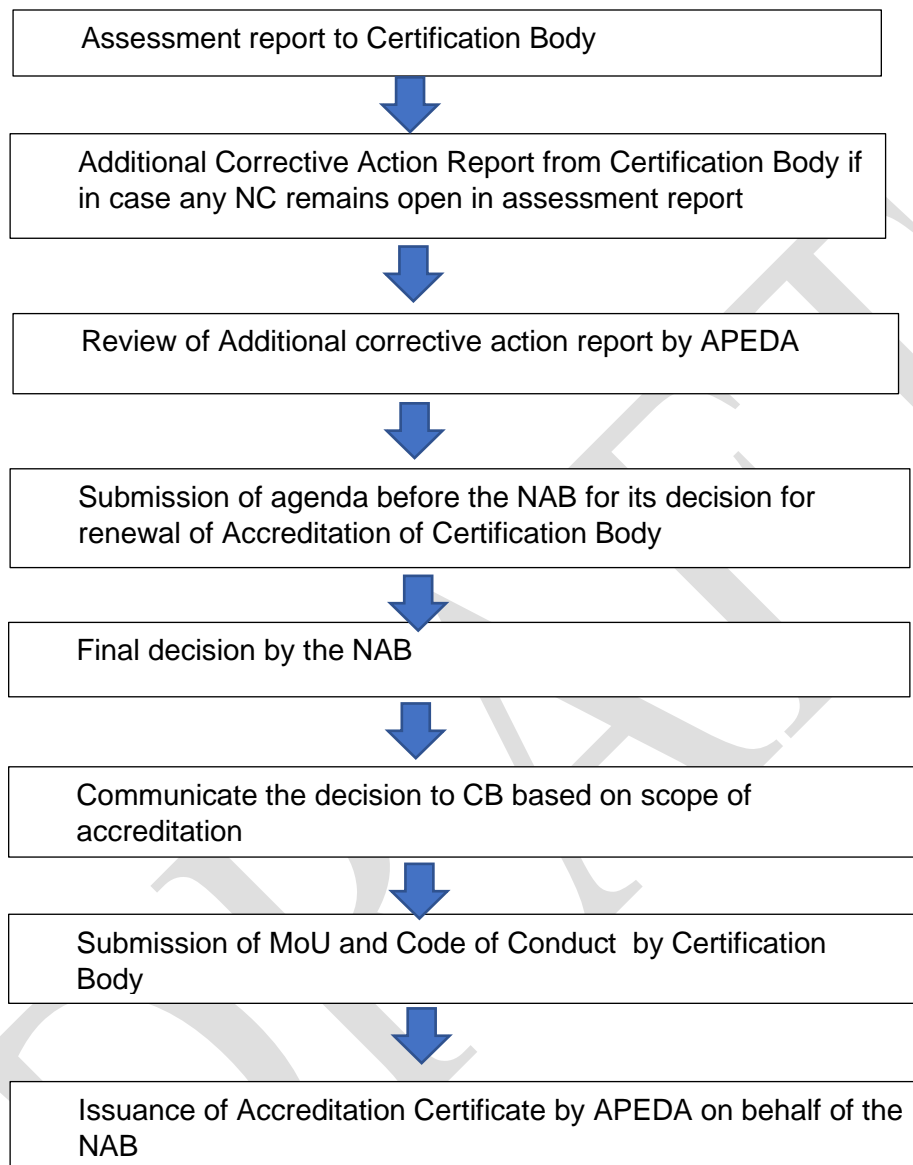 Assessment report to Certification Body
Additional Corrective Action Report from Certification Body if
in case any NC remains open in assessment report
Review of Additional corrective action report by APEDA
Submission of agenda before the NAB for its decision for
renewal of Accreditation of Certification Body
Final decision by the NAB
Communicate the decision to CB based on scope of
accreditation
Submission of MoU and Code of Conduct  by Certification
Body
Issuance of Accreditation Certificate by APEDA on behalf of the
NAB
DRAFT